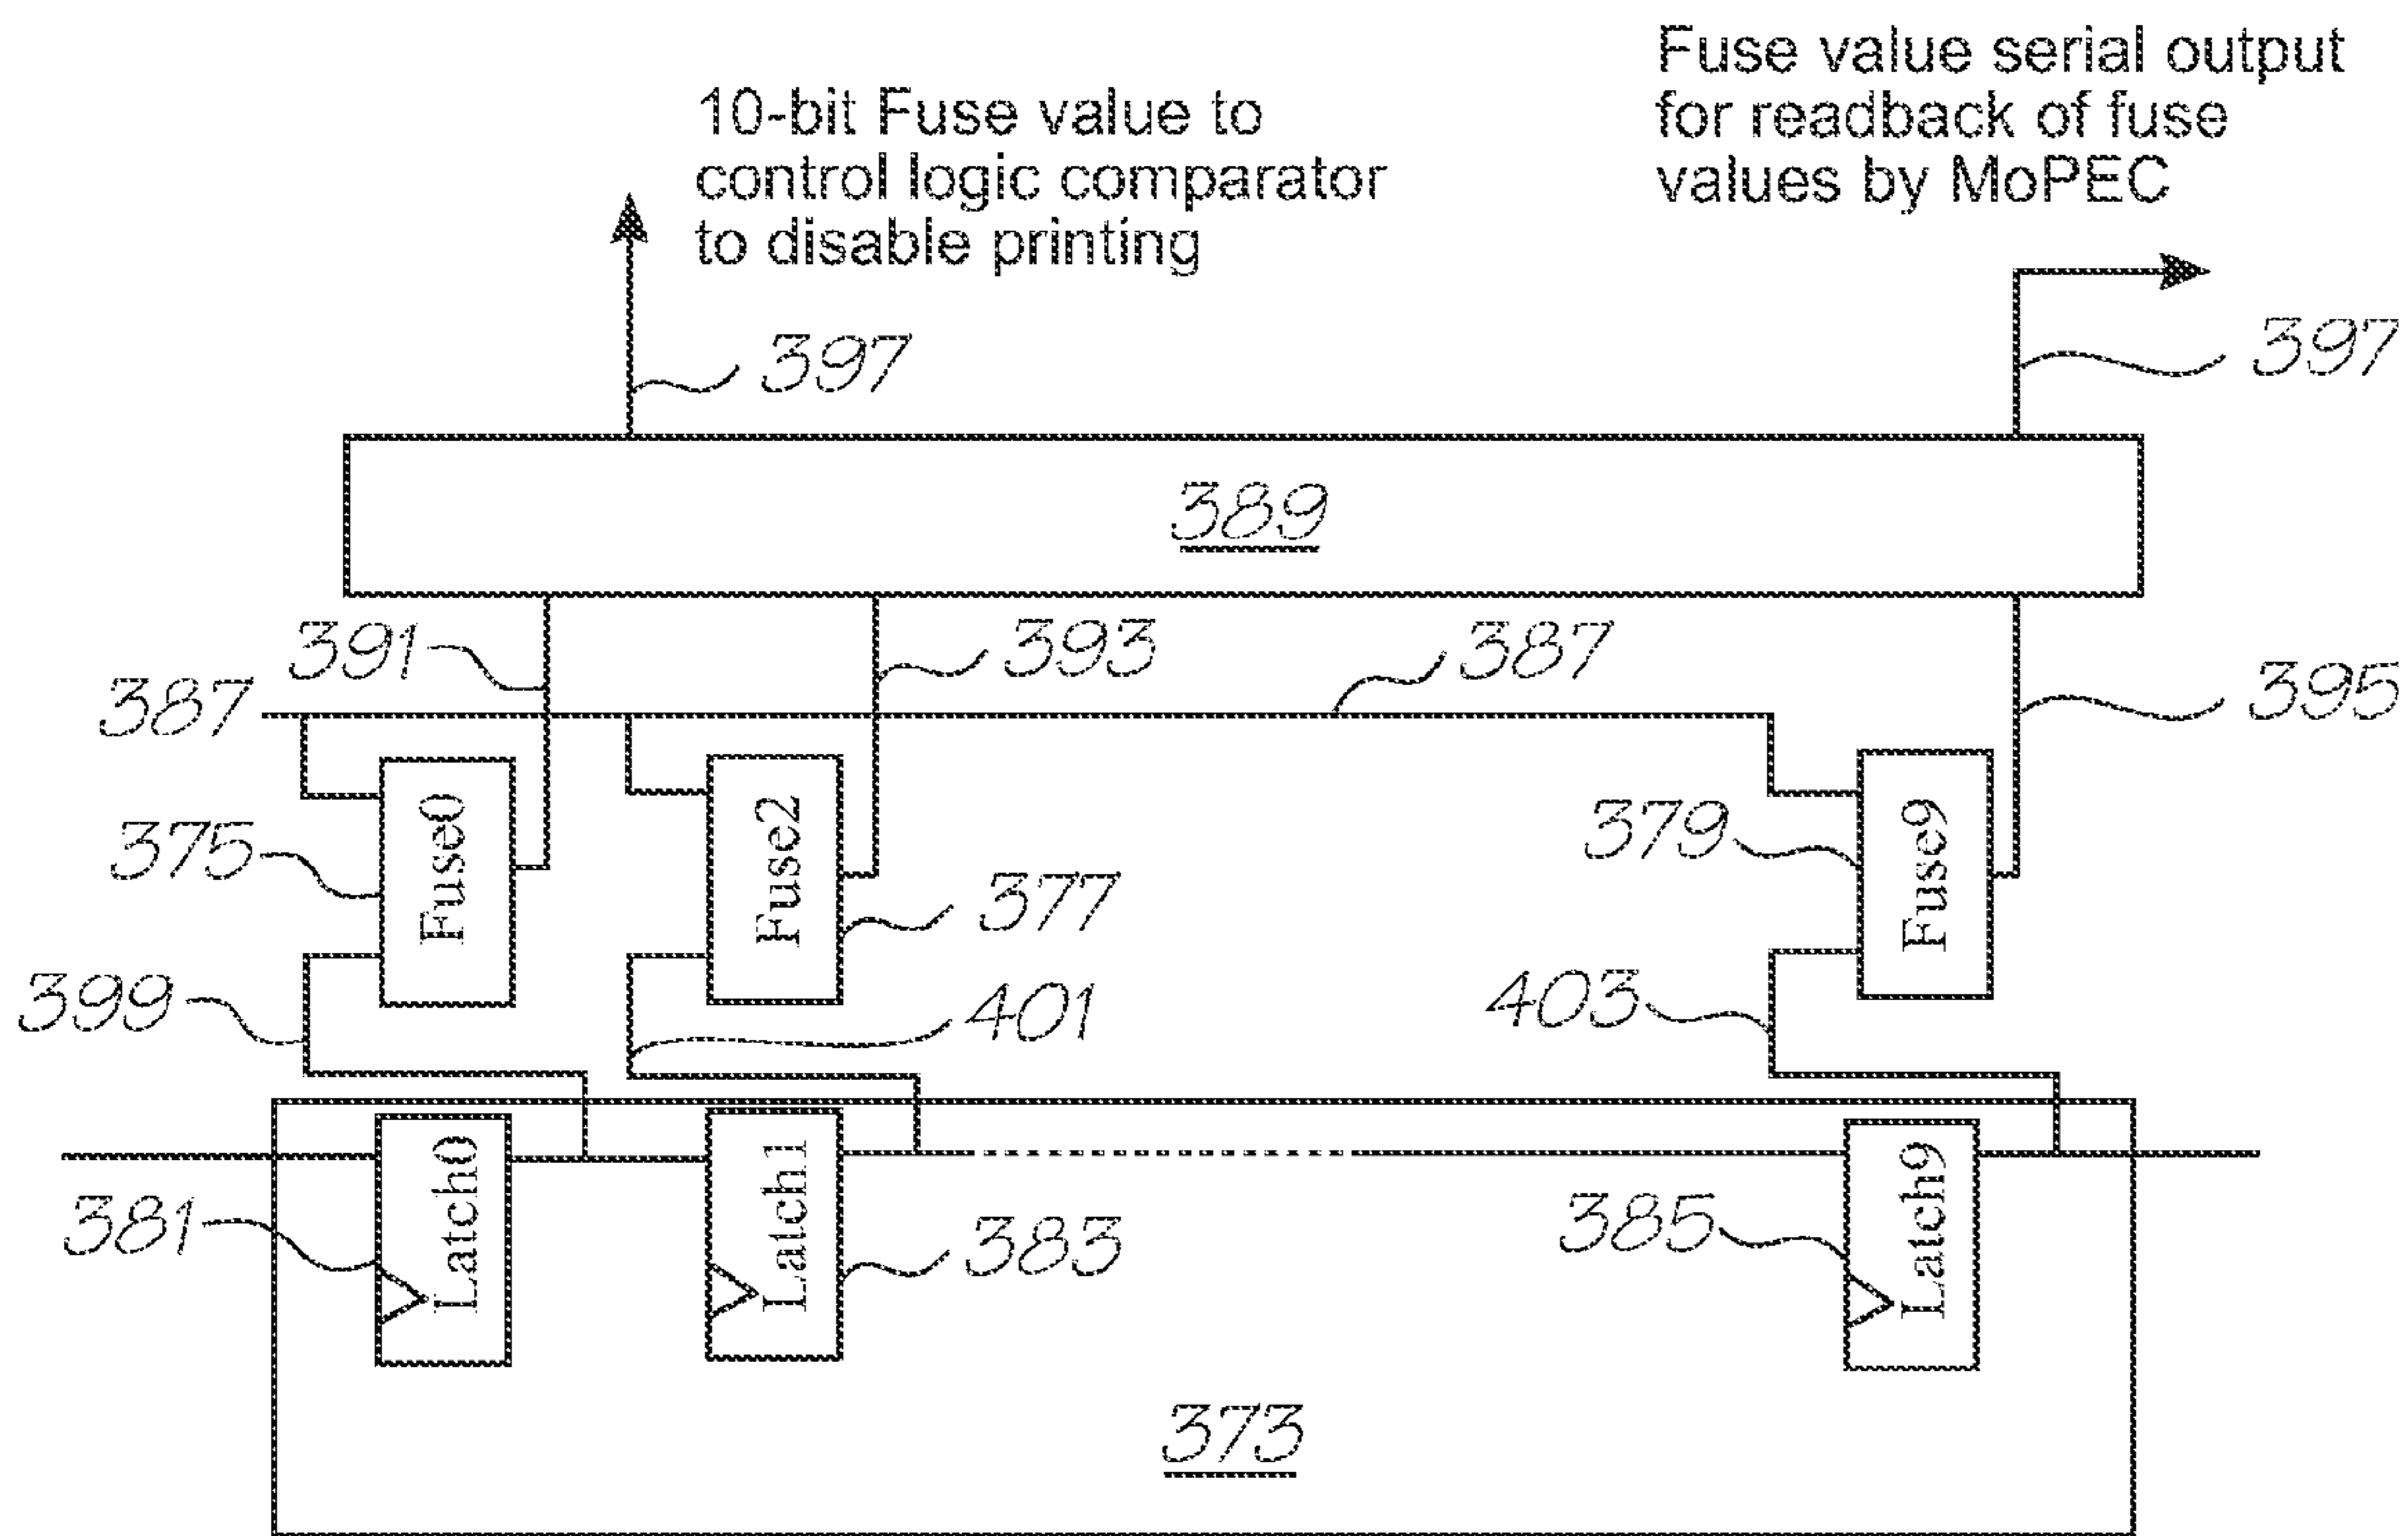 Fuse value serial output
for readback of fuse
values by MoPEC
10-bit Fuse value to
control logic comparator
to disable printing
397
397
389
391
393
387
387
395
Fuse0
Fuse2
Fuse9
375
377
379
399
401
403
Latch0
Latch1
Latch9
381
383
385
373